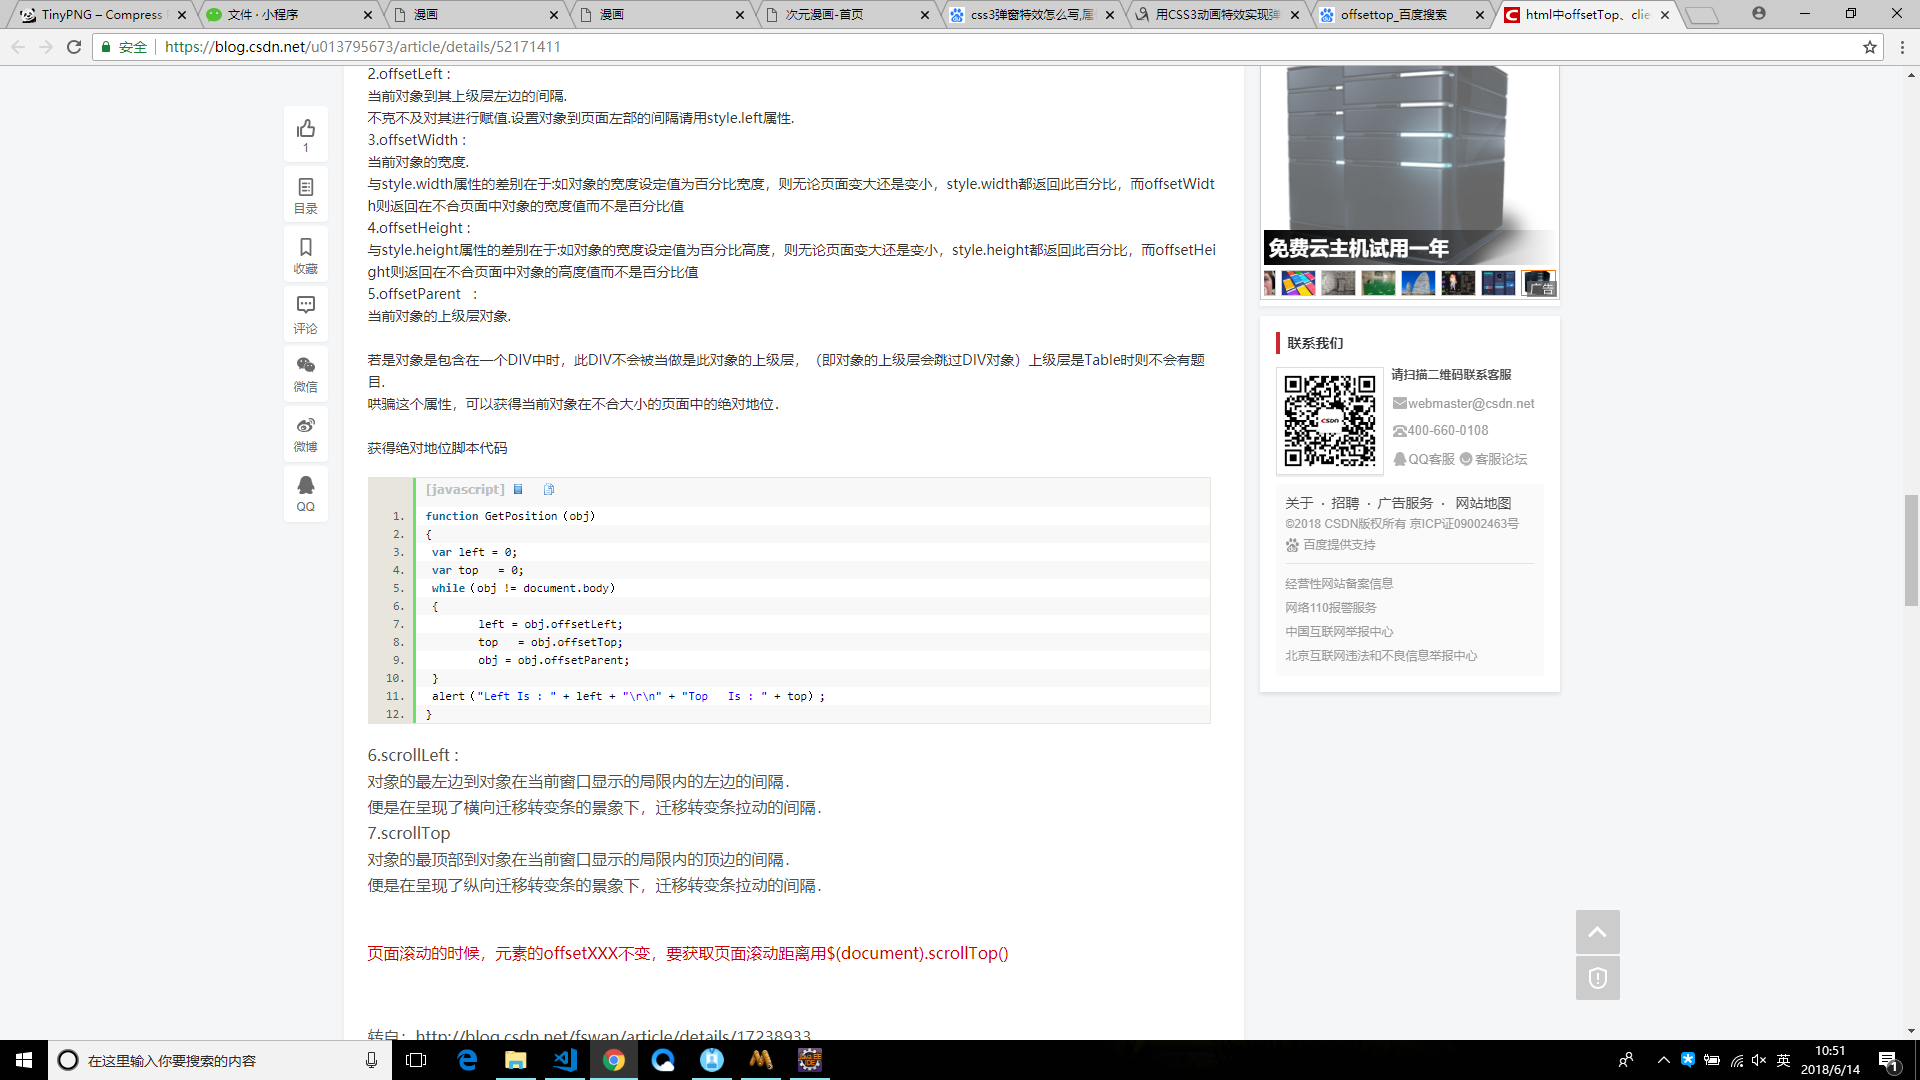 TinyPNG – Compress
文件 · 小程序
漫画
漫画
次元漫画-首页
css3弹窗特效怎么写,属
用CSS3动画特效实现弹
offsettop_百度搜索
html中offsetTop、clie
安全
https://blog.csdn.net/u013795673/article/details/52171411
1
目录
收藏
评论
微信
微博
QQ
2.offsetLeft :
当前对象到其上级层左边的间隔.
不克不及对其进行赋值.设置对象到页面左部的间隔请用style.left属性.
3.offsetWidth :
当前对象的宽度.
与style.width属性的差别在于:如对象的宽度设定值为百分比宽度，则无论页面变大还是变小，style.width都返回此百分比，而offsetWidt
h则返回在不合页面中对象的宽度值而不是百分比值
4.offsetHeight :
与style.height属性的差别在于:如对象的宽度设定值为百分比高度，则无论页面变大还是变小，style.height都返回此百分比，而offsetHei
ght则返回在不合页面中对象的高度值而不是百分比值
5.offsetParent :
当前对象的上级层对象.
若是对象是包含在一个DIV中时，此DIV不会被当做是此对象的上级层，（即对象的上级层会跳过DIV对象）上级层是Table时则不会有题
目.
哄骗这个属性，可以获得当前对象在不合大小的页面中的绝对地位.
获得绝对地位脚本代码
[javascript]
1. function GetPosition (obj)
2. {
3. var left = 0;
4. var top = 0;
5. while (obj != document.body)
6. {
7. left = obj.offsetLeft;
8. top = obj.offsetTop;
9. obj = obj.offsetParent;
10. }
11. alert ("Left Is : " + left + "\r\n" + "Top Is : " + top) ;
12. }
6.scrollLeft :
对象的最左边到对象在当前窗口显示的局限内的左边的间隔.
便是在呈现了横向迁移转变条的景象下，迁移转变条拉动的间隔.
7.scrollTop
对象的最顶部到对象在当前窗口显示的局限内的顶边的间隔.
便是在呈现了纵向迁移转变条的景象下，迁移转变条拉动的间隔.
页面滚动的时候，元素的offsetXXX不变，要获取页面滚动距离用$(document).scrollTop()
转自：http://blog.csdn.net/fswan/article/details/17238933
免费云主机试用一年
广告
联系我们
CSDN
请扫描二维码联系客服
webmaster@csdn.net
400-660-0108
QQ客服 客服论坛
关于 · 招聘 · 广告服务 · 网站地图
©2018 CSDN版权所有 京ICP证09002463号
百度提供支持
经营性网站备案信息
网络110报警服务
中国互联网举报中心
北京互联网违法和不良信息举报中心
在这里输入你要搜索的内容
英
10:51
2018/6/14
1